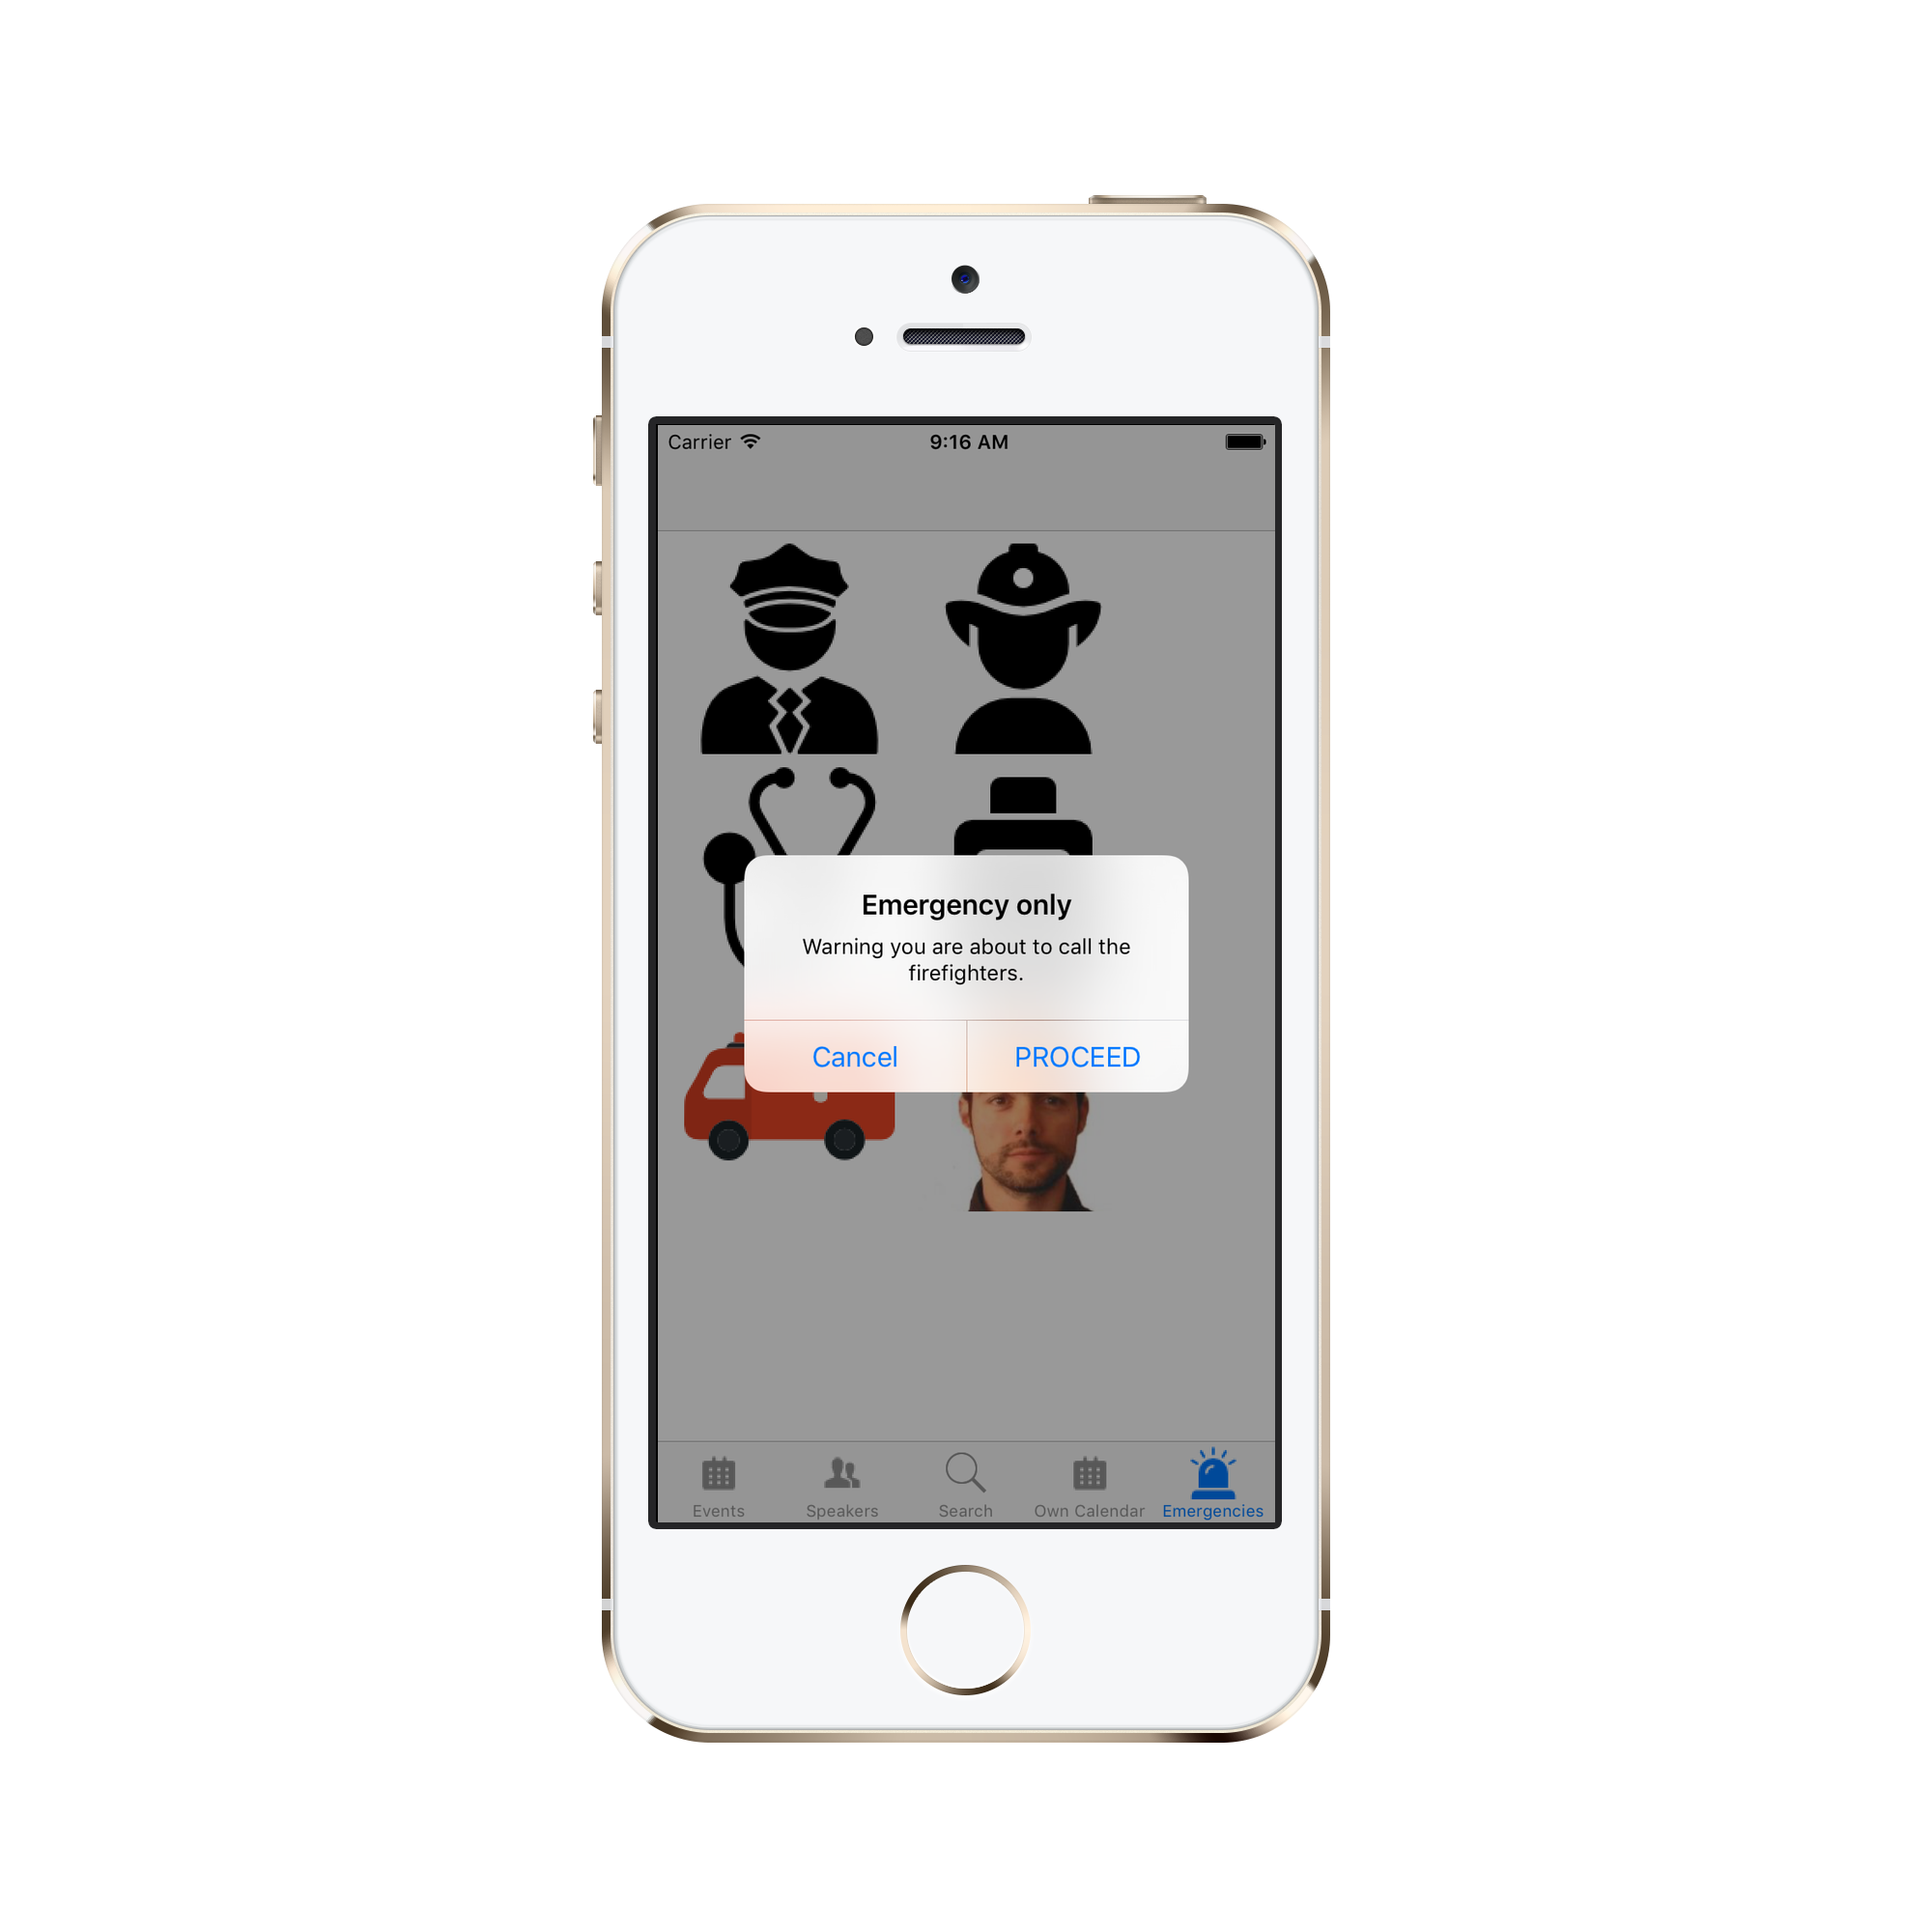 Carrier 9:16 AM
Emergency only
Warning you are about to call the
firefighters.
Cancel PROCEED
Events Speakers Search Own Calendar Emergencies